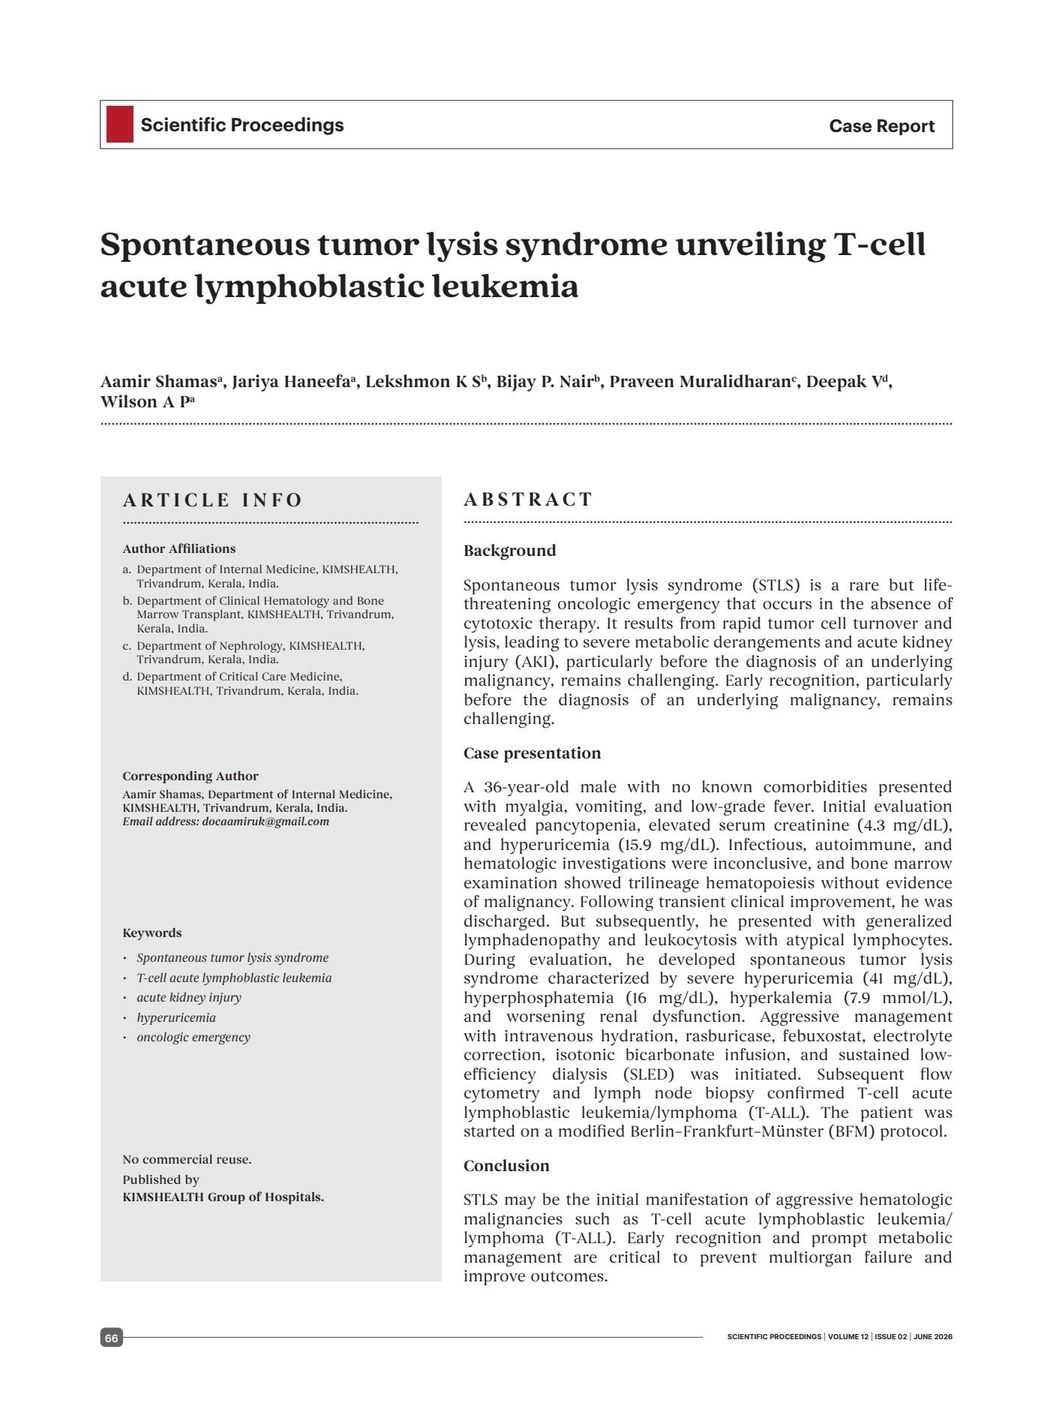 Scientific Proceedings
Case Report
Spontaneous tumor lysis syndrome unveiling T-cell
acute lymphoblastic leukemia
Aamir Shamasᵃ, Jariya Haneefaᵃ, Lekshmon K Sᵇ, Bijay P. Nairᵇ, Praveen Muralidharanᶜ, Deepak Vᵈ,
Wilson A Pᵃ
ARTICLE INFO
Author Affiliations
a. Department of Internal Medicine, KIMSHEALTH,
Trivandrum, Kerala, India.
b. Department of Clinical Hematology and Bone
Marrow Transplant, KIMSHEALTH, Trivandrum,
Kerala, India.
c. Department of Nephrology, KIMSHEALTH,
Trivandrum, Kerala, India.
d. Department of Critical Care Medicine,
KIMSHEALTH, Trivandrum, Kerala, India.
Corresponding Author
Aamir Shamas, Department of Internal Medicine,
KIMSHEALTH, Trivandrum, Kerala, India.
Email address: docaamiruk@gmail.com
Keywords
• Spontaneous tumor lysis syndrome
• T-cell acute lymphoblastic leukemia
• acute kidney injury
• hyperuricemia
• oncologic emergency
No commercial reuse.
Published by
KIMSHEALTH Group of Hospitals.
ABSTRACT
Background
Spontaneous tumor lysis syndrome (STLS) is a rare but life-
threatening oncologic emergency that occurs in the absence of
cytotoxic therapy. It results from rapid tumor cell turnover and
lysis, leading to severe metabolic derangements and acute kidney
injury (AKI), particularly before the diagnosis of an underlying
malignancy, remains challenging. Early recognition, particularly
before the diagnosis of an underlying malignancy, remains
challenging.
Case presentation
A 36-year-old male with no known comorbidities presented
with myalgia, vomiting, and low-grade fever. Initial evaluation
revealed pancytopenia, elevated serum creatinine (4.3 mg/dL),
and hyperuricemia (15.9 mg/dL). Infectious, autoimmune, and
hematologic investigations were inconclusive, and bone marrow
examination showed trilineage hematopoiesis without evidence
of malignancy. Following transient clinical improvement, he was
discharged. But subsequently, he presented with generalized
lymphadenopathy and leukocytosis with atypical lymphocytes.
During evaluation, he developed spontaneous tumor lysis
syndrome characterized by severe hyperuricemia (41 mg/dL),
hyperphosphatemia (16 mg/dL), hyperkalemia (7.9 mmol/L),
and worsening renal dysfunction. Aggressive management
with intravenous hydration, rasburicase, febuxostat, electrolyte
correction, isotonic bicarbonate infusion, and sustained low-
efficiency dialysis (SLED) was initiated. Subsequent flow
cytometry and lymph node biopsy confirmed T-cell acute
lymphoblastic leukemia/lymphoma (T-ALL). The patient was
started on a modified Berlin–Frankfurt–Münster (BFM) protocol.
Conclusion
STLS may be the initial manifestation of aggressive hematologic
malignancies such as T-cell acute lymphoblastic leukemia/
lymphoma (T-ALL). Early recognition and prompt metabolic
management are critical to prevent multiorgan failure and
improve outcomes.
66
SCIENTIFIC PROCEEDINGS | VOLUME 12 | ISSUE 02 | JUNE 2026